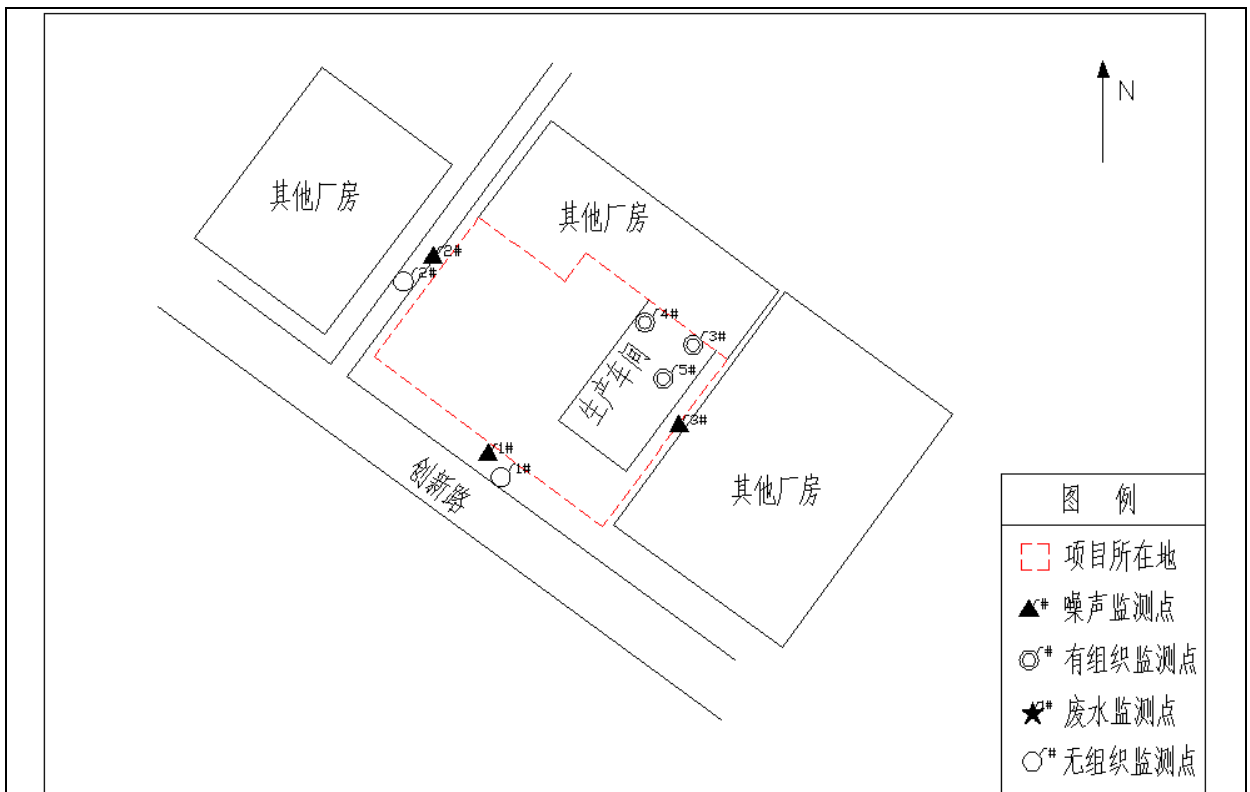 N
其他厂房
其他厂房
2#
2#
4#
3#
5#
生产车间
3#
1#
1#
创新路
其他厂房
图 例
项目所在地
# 噪声监测点
# 有组织监测点
# 废水监测点
# 无组织监测点